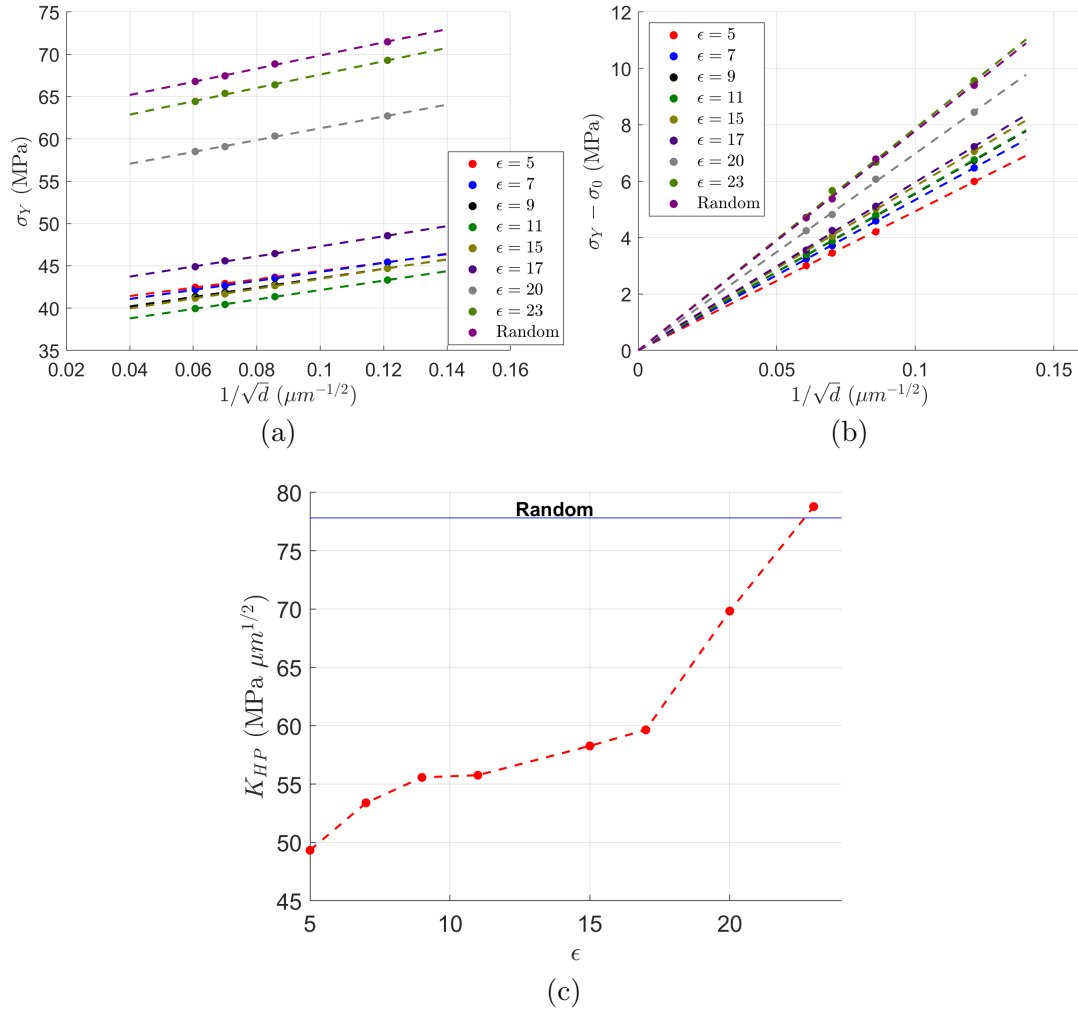 75
70
65
60
55
50
45
40
35
0.02 0.04 0.06 0.08 0.1 0.12 0.14 0.16
σ_Y (MPa)
1/√d (μm^{-1/2})
ϵ = 5
ϵ = 7
ϵ = 9
ϵ = 11
ϵ = 15
ϵ = 17
ϵ = 20
ϵ = 23
Random
(a)
12
10
8
6
4
2
0
0 0.05 0.1 0.15
σ_Y − σ_0 (MPa)
1/√d (μm^{-1/2})
ϵ = 5
ϵ = 7
ϵ = 9
ϵ = 11
ϵ = 15
ϵ = 17
ϵ = 20
ϵ = 23
Random
(b)
80
75
70
65
60
55
50
45
5 10 15 20
K_{HP} (MPa μm^{1/2})
Random
ϵ
(c)